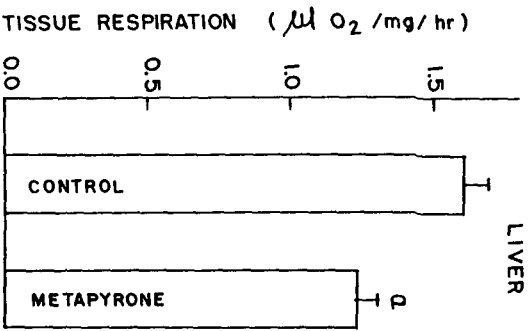 TISSUE RESPIRATION (μl O₂/mg/hr)
0.0 0.5 1.0 1.5
CONTROL
LIVER
METAPYRONE a